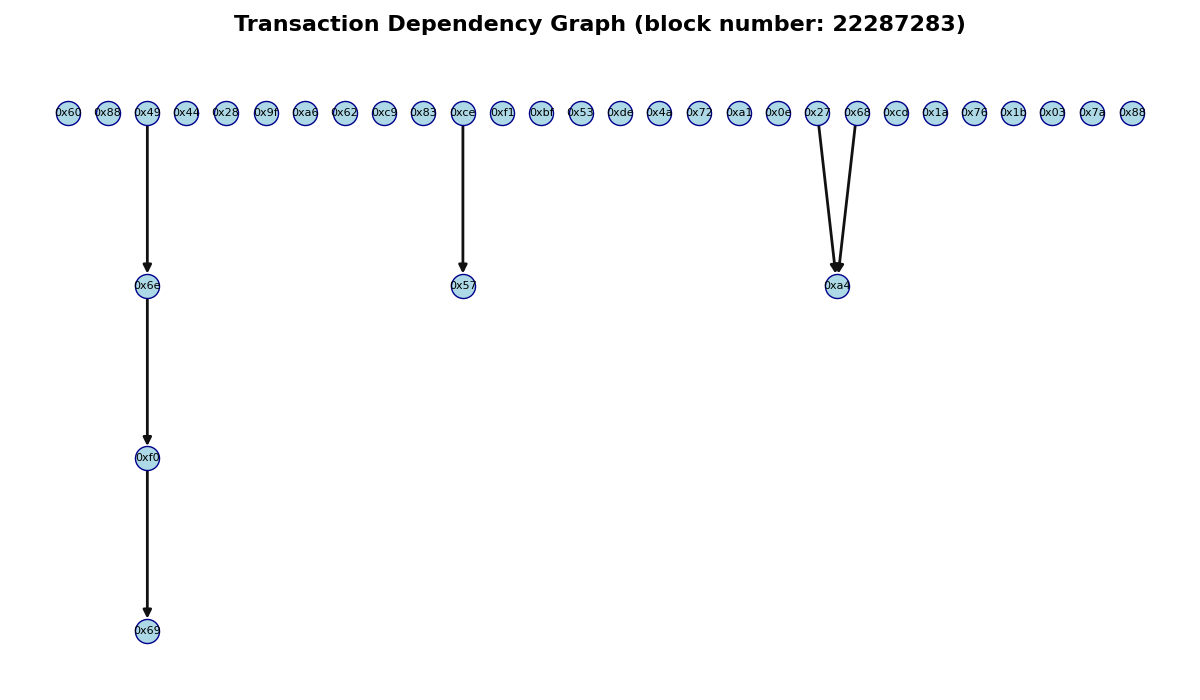 Transaction Dependency Graph (block number: 22287283)
0x60 0x88 0x49 0x44 0x28 0x9f 0xa6 0x62 0xc9 0x83 0xce 0xf1 0xbf 0x53 0xde 0x4a 0x72 0xa1 0x0e 0x27 0x68 0xcd 0x1a 0x76 0x1b 0x03 0x7a 0x88
0x6e 0x57 0xa4
0xf0
0x69